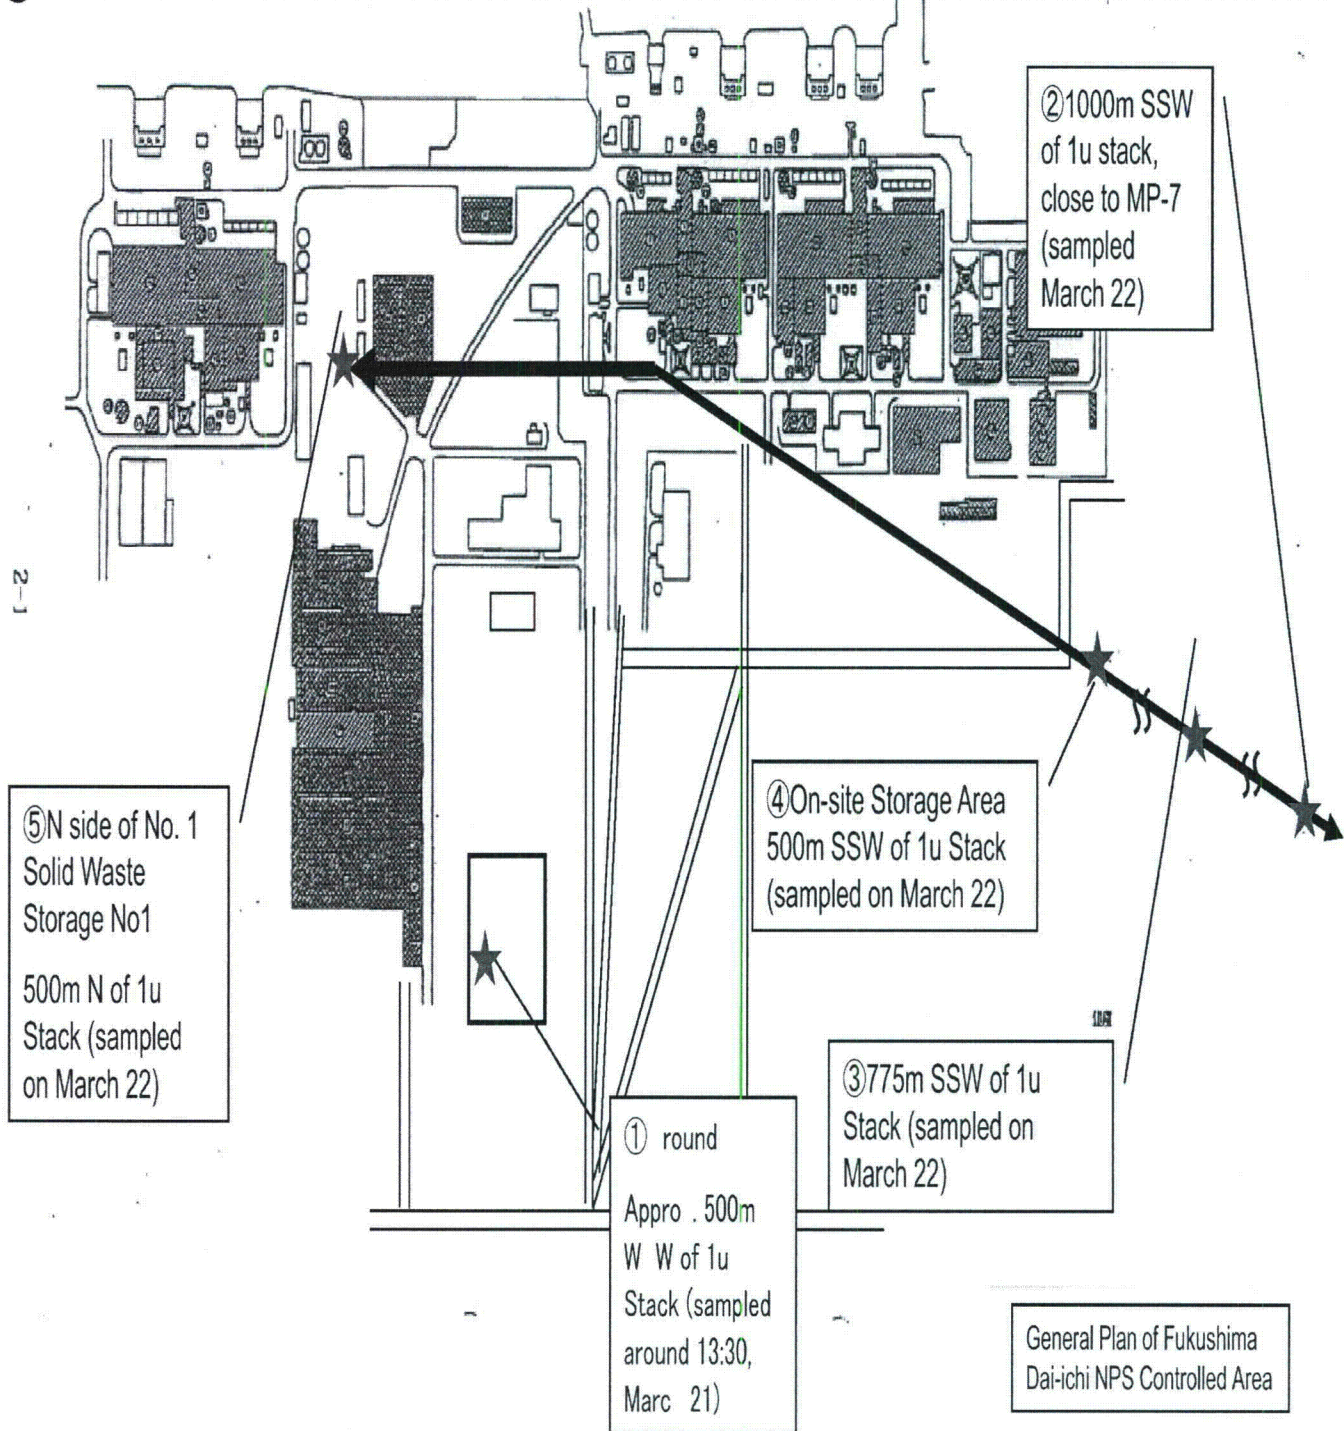 ②1000m SSW
of 1u stack,
close to MP-7
(sampled
March 22)
2-1
④On-site Storage Area
500m SSW of 1u Stack
(sampled on March 22)
⑤N side of No. 1
Solid Waste
Storage No1
500m N of 1u
Stack (sampled
on March 22)
③775m SSW of 1u
Stack (sampled on
March 22)
① round
Appro . 500m
W W of 1u
Stack (sampled
around 13:30,
Marc 21)
General Plan of Fukushima
Dai-ichi NPS Controlled Area